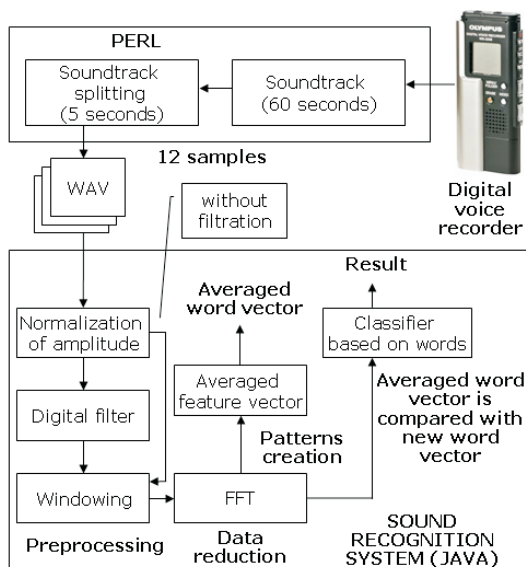 PERL
Soundtrack
splitting
(5 seconds)
Soundtrack
(60 seconds)
OLYMPUS
12 samples
WAV
without
filtration
Digital
voice
recorder
Result
Averaged
word vector
Normalization
of amplitude
Classifier
based on words
Averaged
feature vector
Averaged word
vector is
compared with
new word
vector
Digital filter
Patterns
creation
Windowing
FFT
Preprocessing
Data
reduction
SOUND
RECOGNITION
SYSTEM (JAVA)